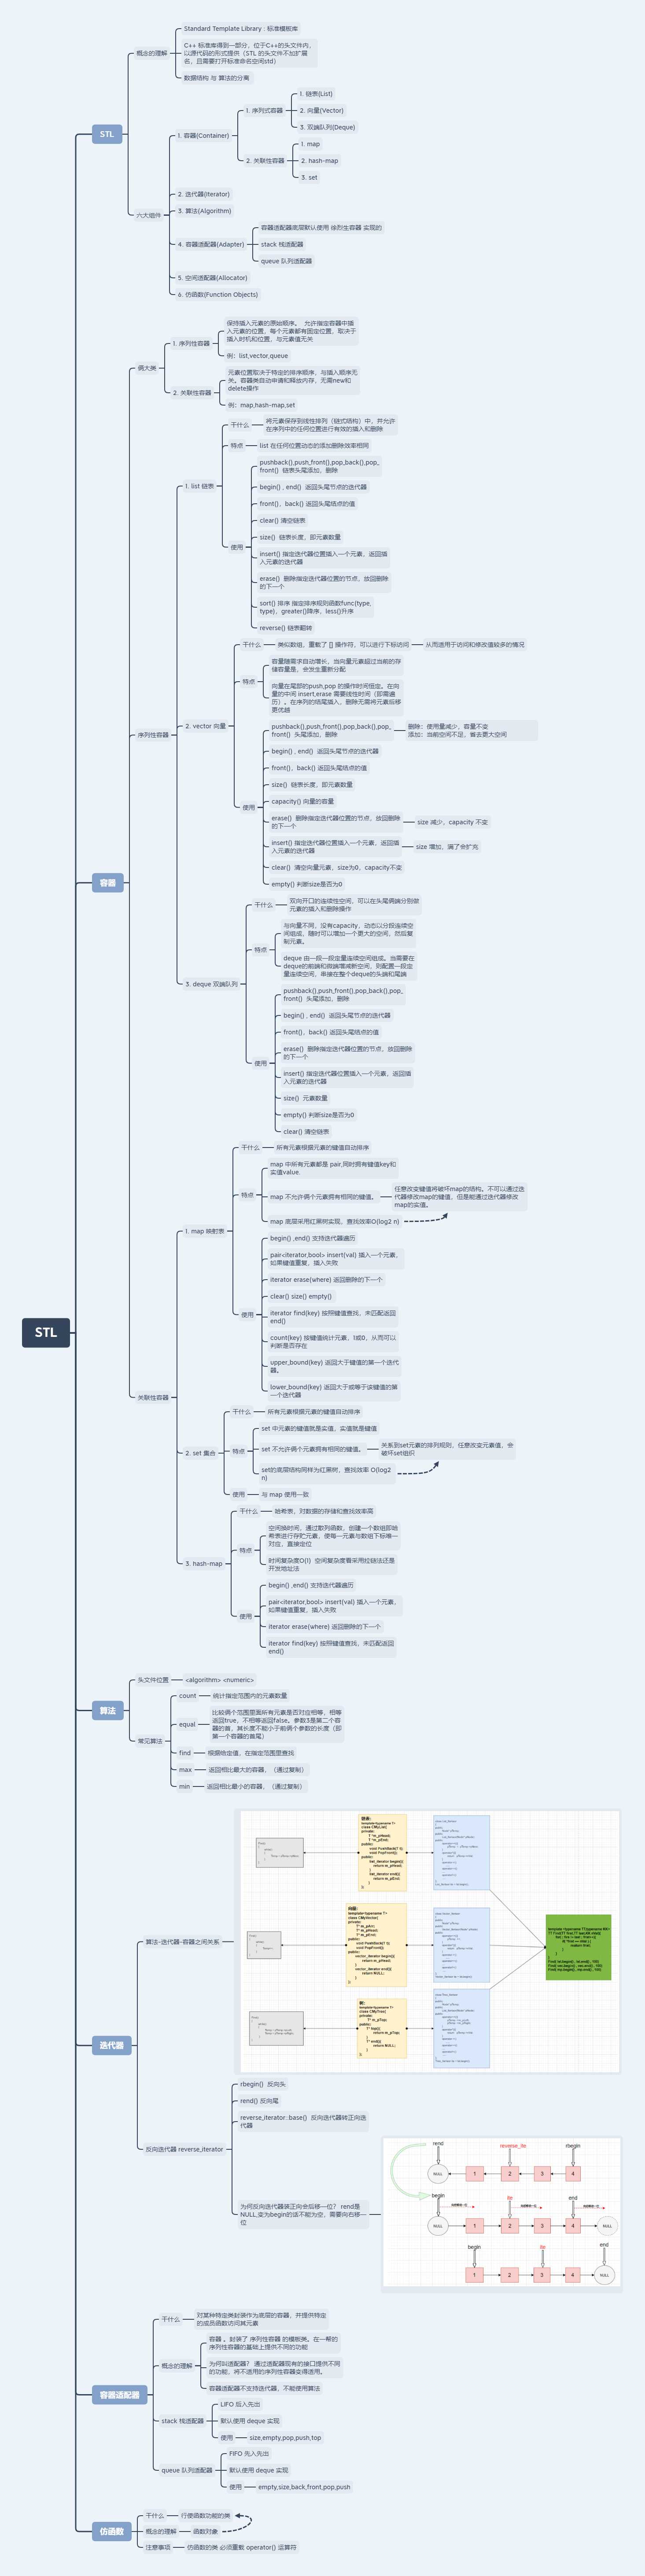 STL
STL
概念的理解
Standard Template Library : 标准模板库
C++ 标准库得到一部分，位于C++的头文件内，
以源代码的形式提供（STL 的头文件不加扩展
名，且需要打开标准命名空间std）
数据结构 与 算法的分离
六大组件
1. 容器(Container)
1. 序列式容器
1. 链表(List)
2. 向量(Vector)
3. 双端队列(Deque)
2. 关联性容器
1. map
2. hash-map
3. set
2. 迭代器(Iterator)
3. 算法(Algorithm)
4. 容器适配器(Adapter)
stack 栈适配器
queue 队列适配器
5. 空间适配器(Allocator)
6. 仿函数(Function Objects)
容器
俩大类
1. 序列性容器
保持插入元素的原始顺序。 允许指定容器中插
入元素的位置，每个元素都有固定位置，取决于
插入时机和位置，与元素值无关
例：list,vector,queue
2. 关联性容器
元素位置取决于特定的排序顺序，与插入顺序无
关。容器类自动申请和释放内存，无需new和
delete操作
例：map,hash-map,set
序列性容器
1. list 链表
干什么
将元素保存到线性排列（链式结构）中，并允许
在序列中的任何位置进行有效的插入和删除
特点
list 在任何位置动态的添加删除效率相同
使用
pushback(),push_front(),pop_back(),pop_
front() 链表头尾添加，删除
begin() , end() 返回头尾节点的迭代器
front()，back() 返回头尾结点的值
clear() 清空链表
size() 链表长度，即元素数量
insert() 指定迭代器位置插入一个元素，返回插
入元素的迭代器
erase() 删除指定迭代器位置的节点，放回删除
的下一个
sort() 排序 指定排序规则函数func(type,
type)，greater()降序，less()升序
reverse() 链表翻转
2. vector 向量
干什么
类似数组，重载了 [] 操作符，可以进行下标访问
从而适用于访问和修改值较多的情况
特点
容量随需求自动增长，当向量元素超过当前的存
储容量是，会发生重新分配
向量在尾部的push,pop 的操作时间恒定。在向
量的中间 insert,erase 需要线性时间（即需遍
历）。在序列的结尾插入，删除无需将元素后移
更优越
使用
pushback(),push_front(),pop_back(),pop_
front() 头尾添加，删除
删除：使用量减少，容量不变
添加：当前空间不足，首去更大空间
begin() , end() 返回头尾节点的迭代器
front()，back() 返回头尾结点的值
size() 链表长度，即元素数量
capacity() 向量的容量
erase() 删除指定迭代器位置的节点，放回删除
的下一个
size 减少，capacity 不变
insert() 指定迭代器位置插入一个元素，返回插
入元素的迭代器
size 增加，满了会扩充
clear() 清空向量元素，size为0，capacity不变
empty() 判断size是否为0
3. deque 双端队列
干什么
双向开口的连续性空间，可以在头尾俩端分别做
元素的插入和删除操作
特点
与向量不同，没有capacity，动态以分段连续空
间组成，随时可以增加一个更大的空间，然后复
制元素。
deque 由一段一段定量连续空间组成。当需要在
deque的前端和微端增减新空间，则配置一段定
量连续空间，串接在整个deque的头端和尾端
使用
pushback(),push_front(),pop_back(),pop_
front() 头尾添加，删除
begin() , end() 返回头尾节点的迭代器
front()，back() 返回头尾结点的值
erase() 删除指定迭代器位置的节点，放回删除
的下一个
insert() 指定迭代器位置插入一个元素，返回插
入元素的迭代器
size() 元素数量
empty() 判断size是否为0
clear() 清空链表
关联性容器
1. map 映射表
干什么
所有元素根据元素的键值自动排序
特点
map 中所有元素都是 pair,同时拥有键值key和
实值value.
map 不允许俩个元素拥有相同的键值。
任意改变键值将破坏map的结构。不可以通过迭
代器修改map的键值，但是能通过迭代器修改
map的实值。
map 底层采用红黑树实现，查找效率O(log2 n)
使用
begin() ,end() 支持迭代器遍历
pair<iterator,bool> insert(val) 插入一个元素，
如果键值重复，插入失败
iterator erase(where) 返回删除的下一个
clear() size() empty()
iterator find(key) 按照键值查找，未匹配返回
end()
count(key) 按键值统计元素，1或0，从而可以
判断是否存在
upper_bound(key) 返回大于键值的第一个迭代
器。
lower_bound(key) 返回大于或等于该键值的第
一个迭代器
2. set 集合
干什么
所有元素根据元素的键值自动排序
特点
set 中元素的键值就是实值，实值就是键值
set 不允许俩个元素拥有相同的键值。
关系到set元素的排列规则，任意改变元素值，会
破坏set组织
set的底层结构同样为红黑树，查找效率 O(log2
n)
使用
与 map 使用一致
3. hash-map
干什么
哈希表，对数据的存储和查找效率高
特点
空间换时间，通过散列函数，创建一个数组即哈
希表进行存贮元素，使每一元素与数组下标唯一
对应，直接定位
时间复杂度O(1) 空间复杂度看采用拉链法还是
开发地址法
使用
begin() ,end() 支持迭代器遍历
pair<iterator,bool> insert(val) 插入一个元素，
如果键值重复，插入失败
iterator erase(where) 返回删除的下一个
iterator find(key) 按照键值查找，未匹配返回
end()
算法
头文件位置
<algorithm> <numeric>
常见算法
count
统计指定范围内的元素数量
equal
比较俩个范围里面所有元素是否对应相等，相等
返回true，不相等返回false。参数3是第二个容
器的首，其长度不能小于前俩个参数的长度（即
第一个容器的首尾）
find
根据给定值，在指定范围里查找
max
返回相比最大的容器，（通过复制）
min
返回相比最小的容器，（通过复制）
迭代器
算法-迭代器-容器之间关系
链表:
template<typename T>
class CMyList{
private:
T *m_pHead;
T *m_pEnd;
public:
void PushBack(T t);
void PopFront();
public:
list_iterator begin(){
return m_pHead;
}
list_iterator end(){
return m_pEnd;
}
};
向量:
template<typename T>
class CMyVector{
private:
T* m_pArr;
T* m_pHead;
T* m_pEnd;
public:
void PushBack(T t);
void PopFront();
public:
vector_iterator begin(){
return m_pHead;
}
vector_iterator end(){
return NULL;
}
};
树:
template<typename T>
class CMyTree{
private:
T* m_pTop;
public:
T* top(){
return m_pTop;
}
T* end(){
return NULL;
}
};
反向迭代器 reverse_iterator
rbegin() 反向头
rend() 反向尾
reverse_iterator::base() 反向迭代器转正向迭
代器
为何反向迭代器装正向会后移一位？ rend是
NULL,变为begin的话不能为空，需要向右移一
位
rend
reverse_ite
rbegin
NULL
1
2
3
4
begin
ite
end
NULL
1
2
3
4
NULL
begin
ite
end
1
2
3
4
NULL
容器适配器
干什么
对某种特定类封装作为底层的容器，并提供特定
的成员函数访问其元素
概念的理解
容器 。封装了 序列性容器 的模板类。在一帮的
序列性容器的基础上提供不同的功能
为何叫适配器？ 通过适配器现有的接口提供不同
的功能，将不适用的序列性容器变得适用。
容器适配器不支持迭代器，不能使用算法
stack 栈适配器
LIFO 后入先出
默认使用 deque 实现
使用
size,empty,pop,push,top
queue 队列适配器
FIFO 先入先出
默认使用 deque 实现
使用
empty,size,back,front,pop,push
仿函数
干什么
行使函数功能的类
概念的理解
函数对象
注意事项
仿函数的类 必须重载 operator() 运算符